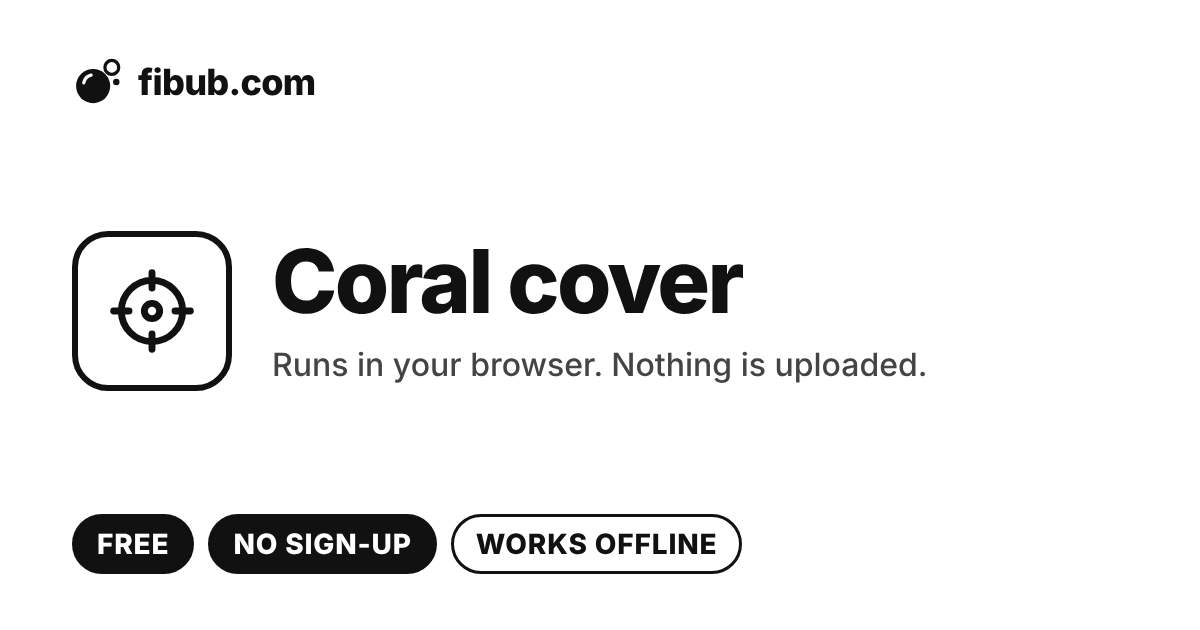 fibub.com
Coral cover
Runs in your browser. Nothing is uploaded.
FREE
NO SIGN-UP
WORKS OFFLINE